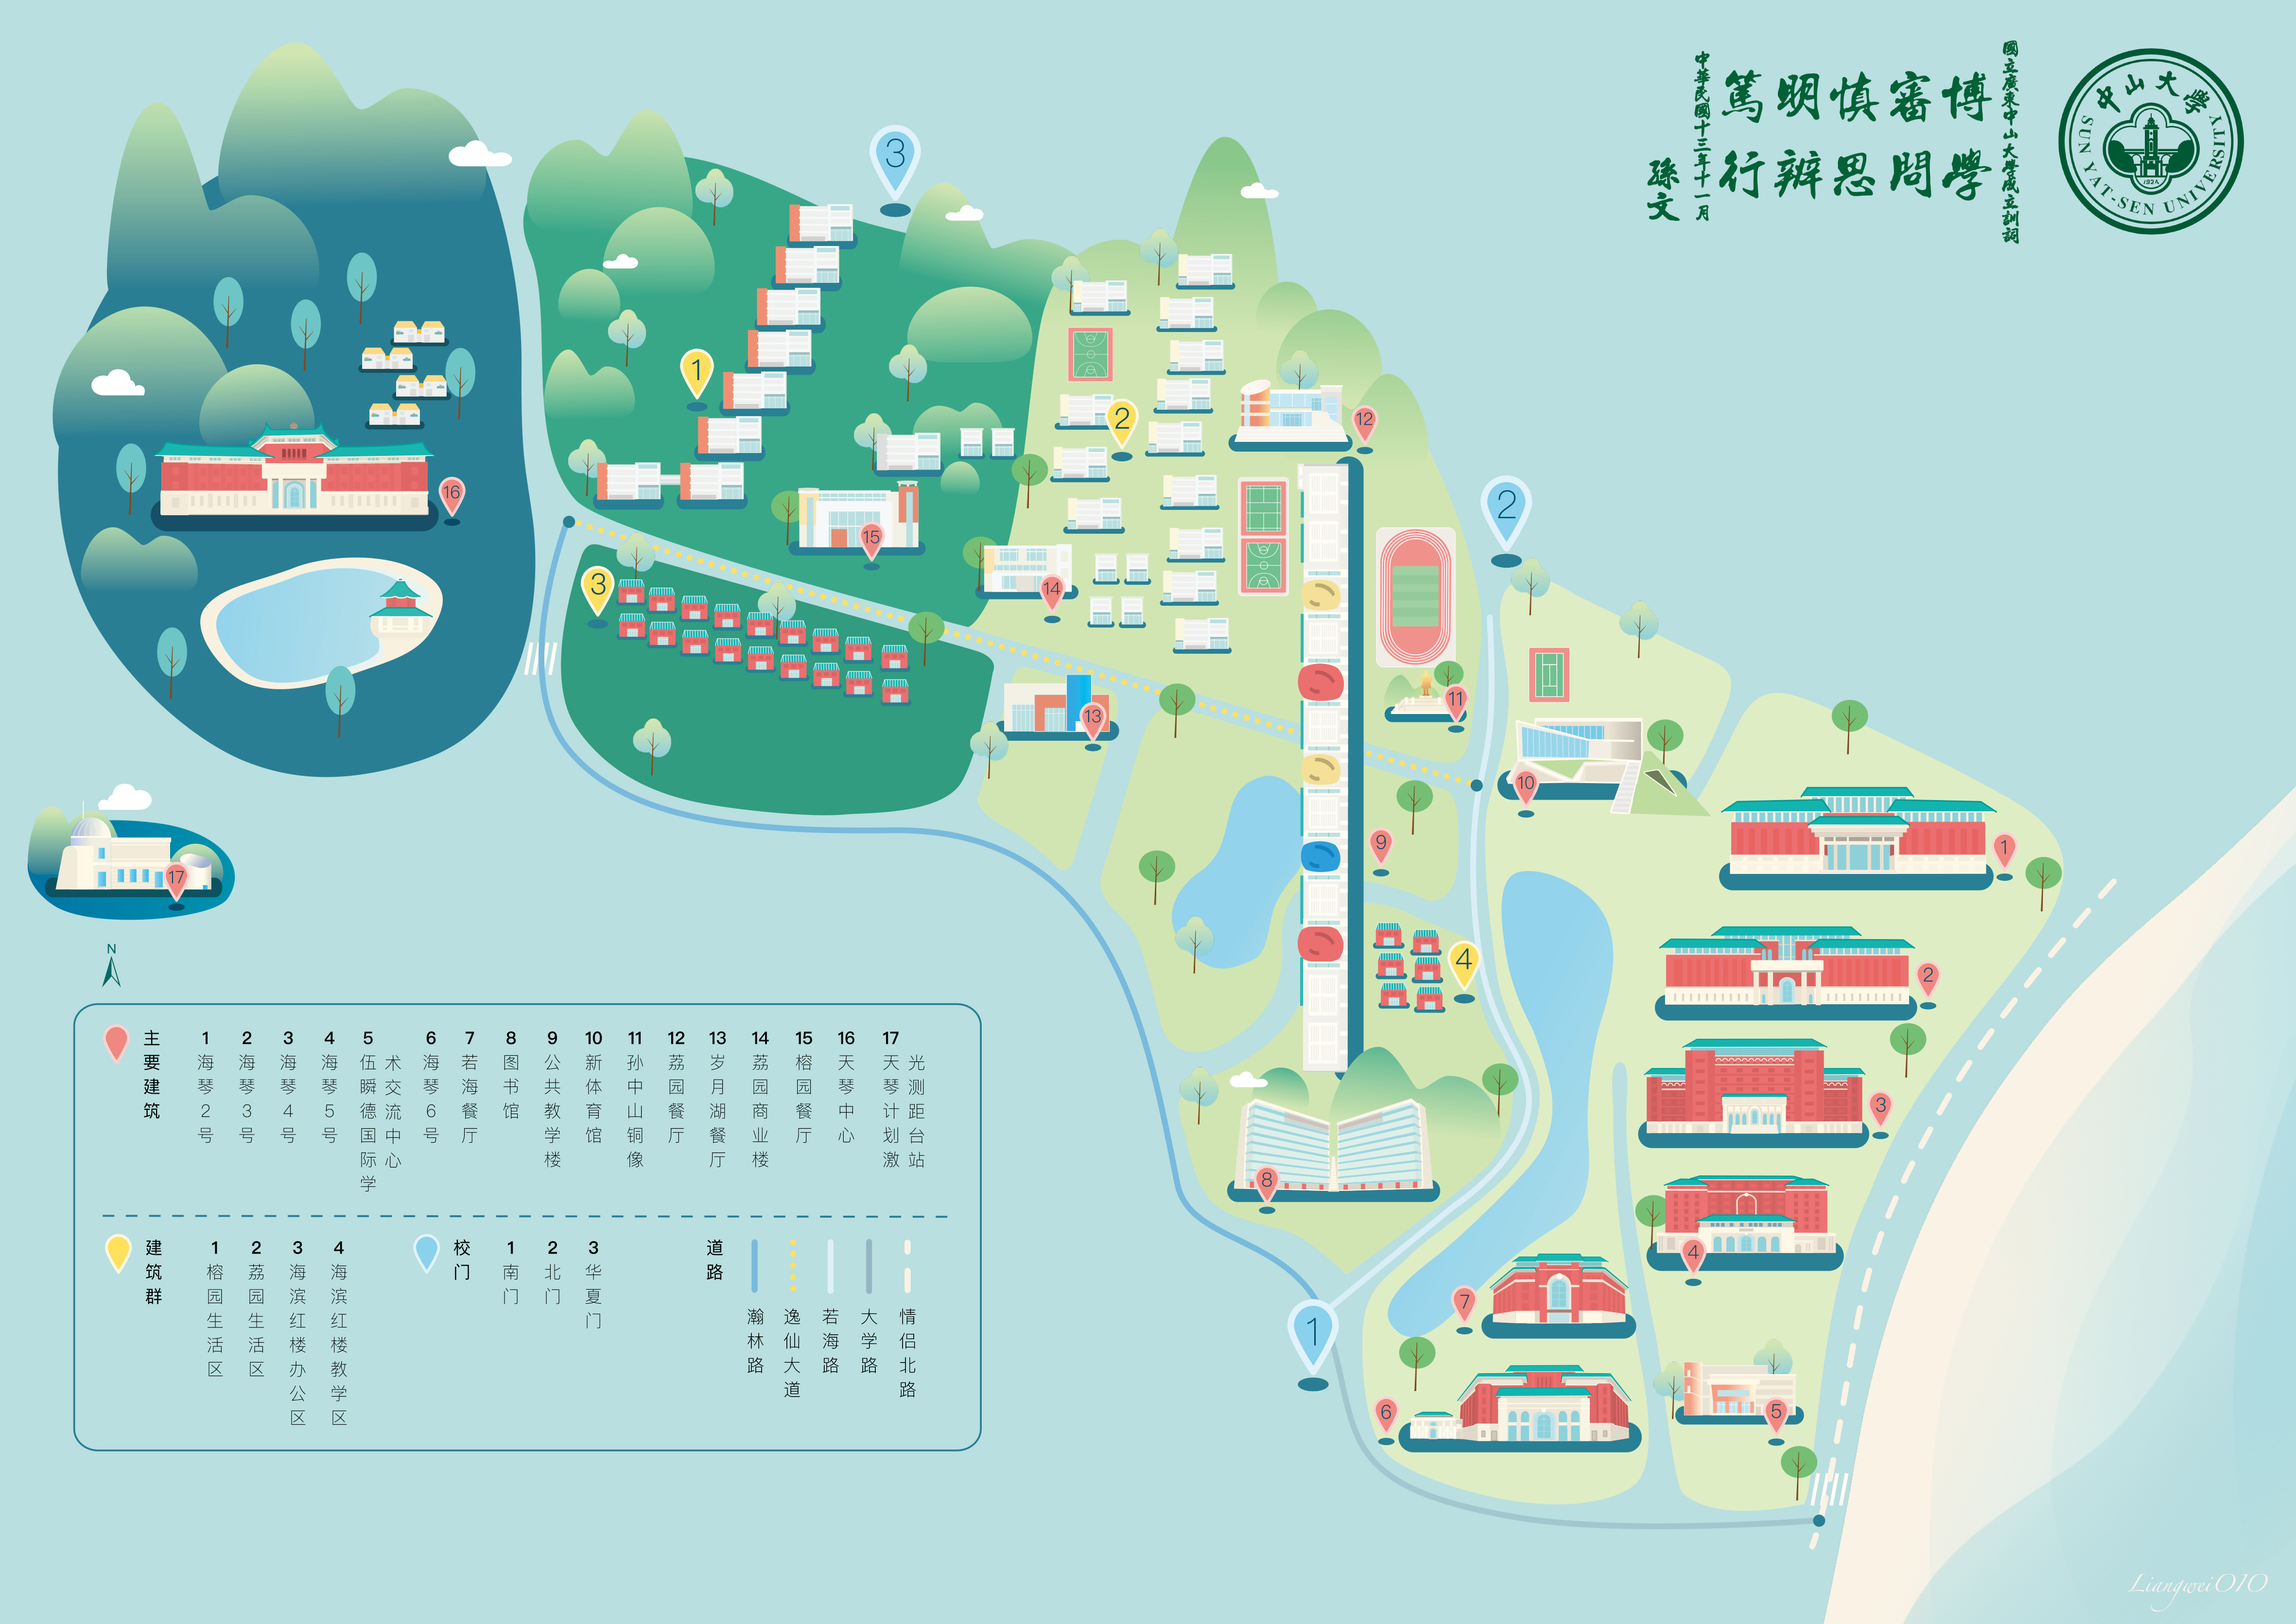 國立廣東中山大學成立訓詞
博學
審問
慎思
明辨
篤行
中華民國十三年十一月
孫文
中山大學
1924
SUN YAT-SEN UNIVERSITY
3
1
2
12
16
2
15
3
14
11
13
10
9
1
17
4
2
3
8
4
7
1
6
5
N
主要建筑
1 海琴2号
2 海琴3号
3 海琴4号
4 海琴5号
5 伍瞬德国际学术交流中心
6 海琴6号
7 若海餐厅
8 图书馆
9 公共教学楼
10 新体育馆
11 孙中山铜像
12 荔园餐厅
13 岁月湖餐厅
14 荔园商业楼
15 榕园餐厅
16 天琴中心
17 天琴计划激光测距台站
建筑群
1 榕园生活区
2 荔园生活区
3 海滨红楼办公区
4 海滨红楼教学区
校门
1 南门
2 北门
3 华夏门
道路
瀚林路
逸仙大道
若海路
大学路
情侣北路
Liangwei010